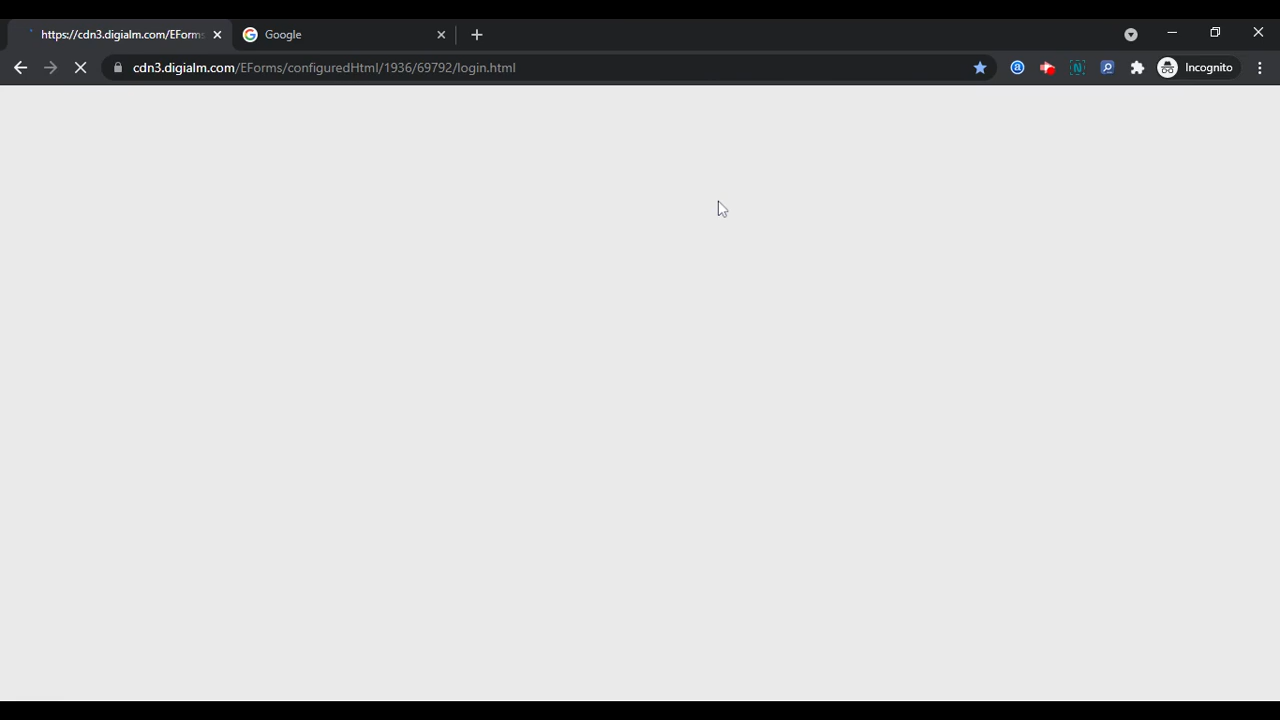 https://cdn3.digialm.com/EForms
Google
cdn3.digialm.com/EForms/configuredHtml/1936/69792/login.html
Incognito